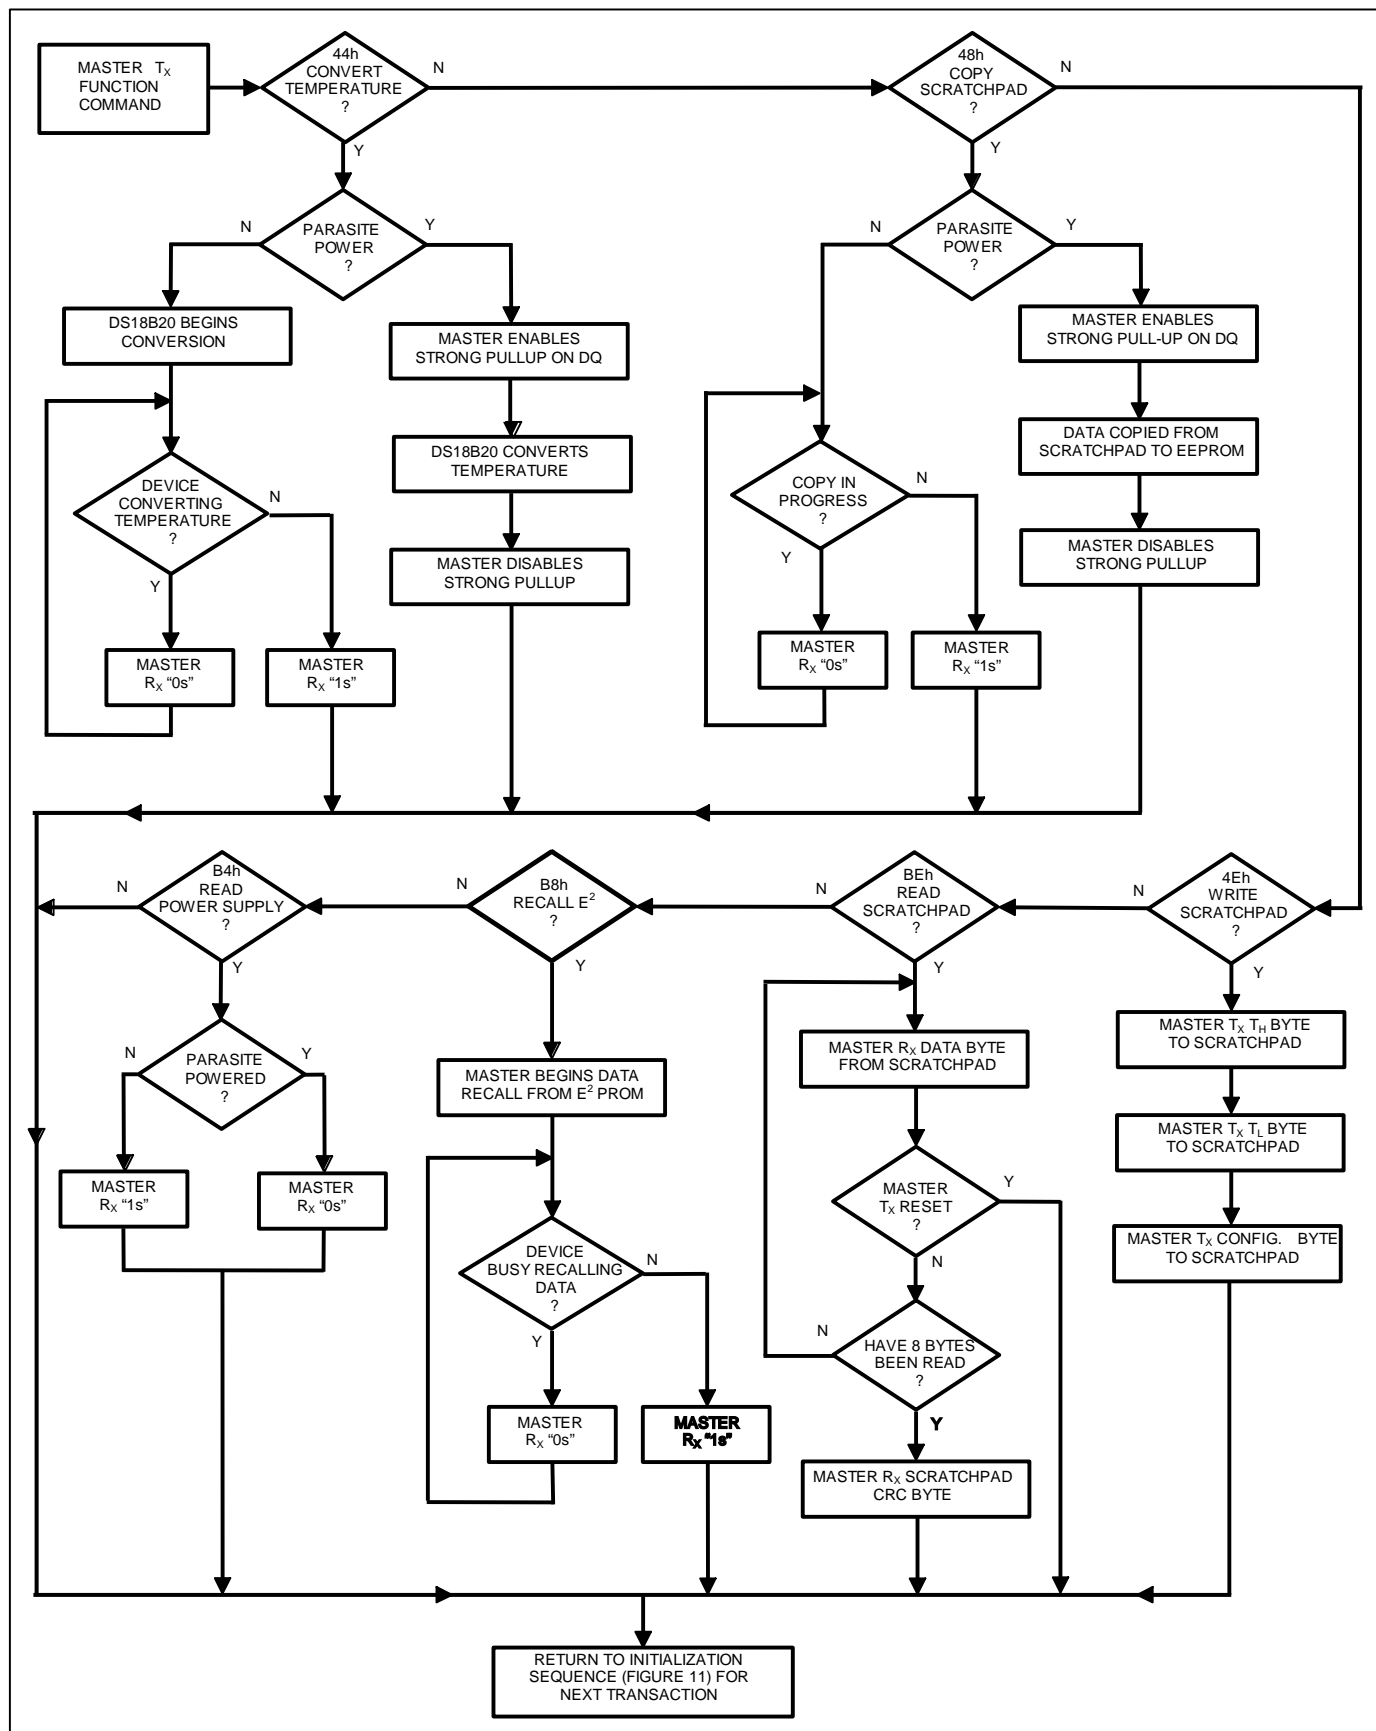 MASTER TX
FUNCTION
COMMAND
44h
CONVERT
TEMPERATURE
?
N
Y
48h
COPY
SCRATCHPAD
?
N
Y
PARASITE
POWER
?
N
Y
PARASITE
POWER
?
N
Y
DS18B20 BEGINS
CONVERSION
MASTER ENABLES
STRONG PULLUP ON DQ
MASTER ENABLES
STRONG PULL-UP ON DQ
DS18B20 CONVERTS
TEMPERATURE
DATA COPIED FROM
SCRATCHPAD TO EEPROM
DEVICE
CONVERTING
TEMPERATURE
?
N
Y
COPY IN
PROGRESS
?
N
Y
MASTER DISABLES
STRONG PULLUP
MASTER DISABLES
STRONG PULLUP
MASTER
RX “0s”
MASTER
RX “1s”
MASTER
RX “0s”
MASTER
RX “1s”
B4h
READ
POWER SUPPLY
?
N
Y
B8h
RECALL E²
?
N
Y
BEh
READ
SCRATCHPAD
?
N
Y
4Eh
WRITE
SCRATCHPAD
?
N
Y
PARASITE
POWERED
?
N
Y
MASTER BEGINS DATA
RECALL FROM E² PROM
MASTER RX DATA BYTE
FROM SCRATCHPAD
MASTER TX TH BYTE
TO SCRATCHPAD
MASTER TX TL BYTE
TO SCRATCHPAD
MASTER
RX “1s”
MASTER
RX “0s”
MASTER
TX RESET
?
Y
N
MASTER TX CONFIG. BYTE
TO SCRATCHPAD
DEVICE
BUSY RECALLING
DATA
?
N
Y
HAVE 8 BYTES
BEEN READ
?
N
Y
MASTER
RX “0s”
MASTER
RX “1s”
MASTER RX SCRATCHPAD
CRC BYTE
RETURN TO INITIALIZATION
SEQUENCE (FIGURE 11) FOR
NEXT TRANSACTION